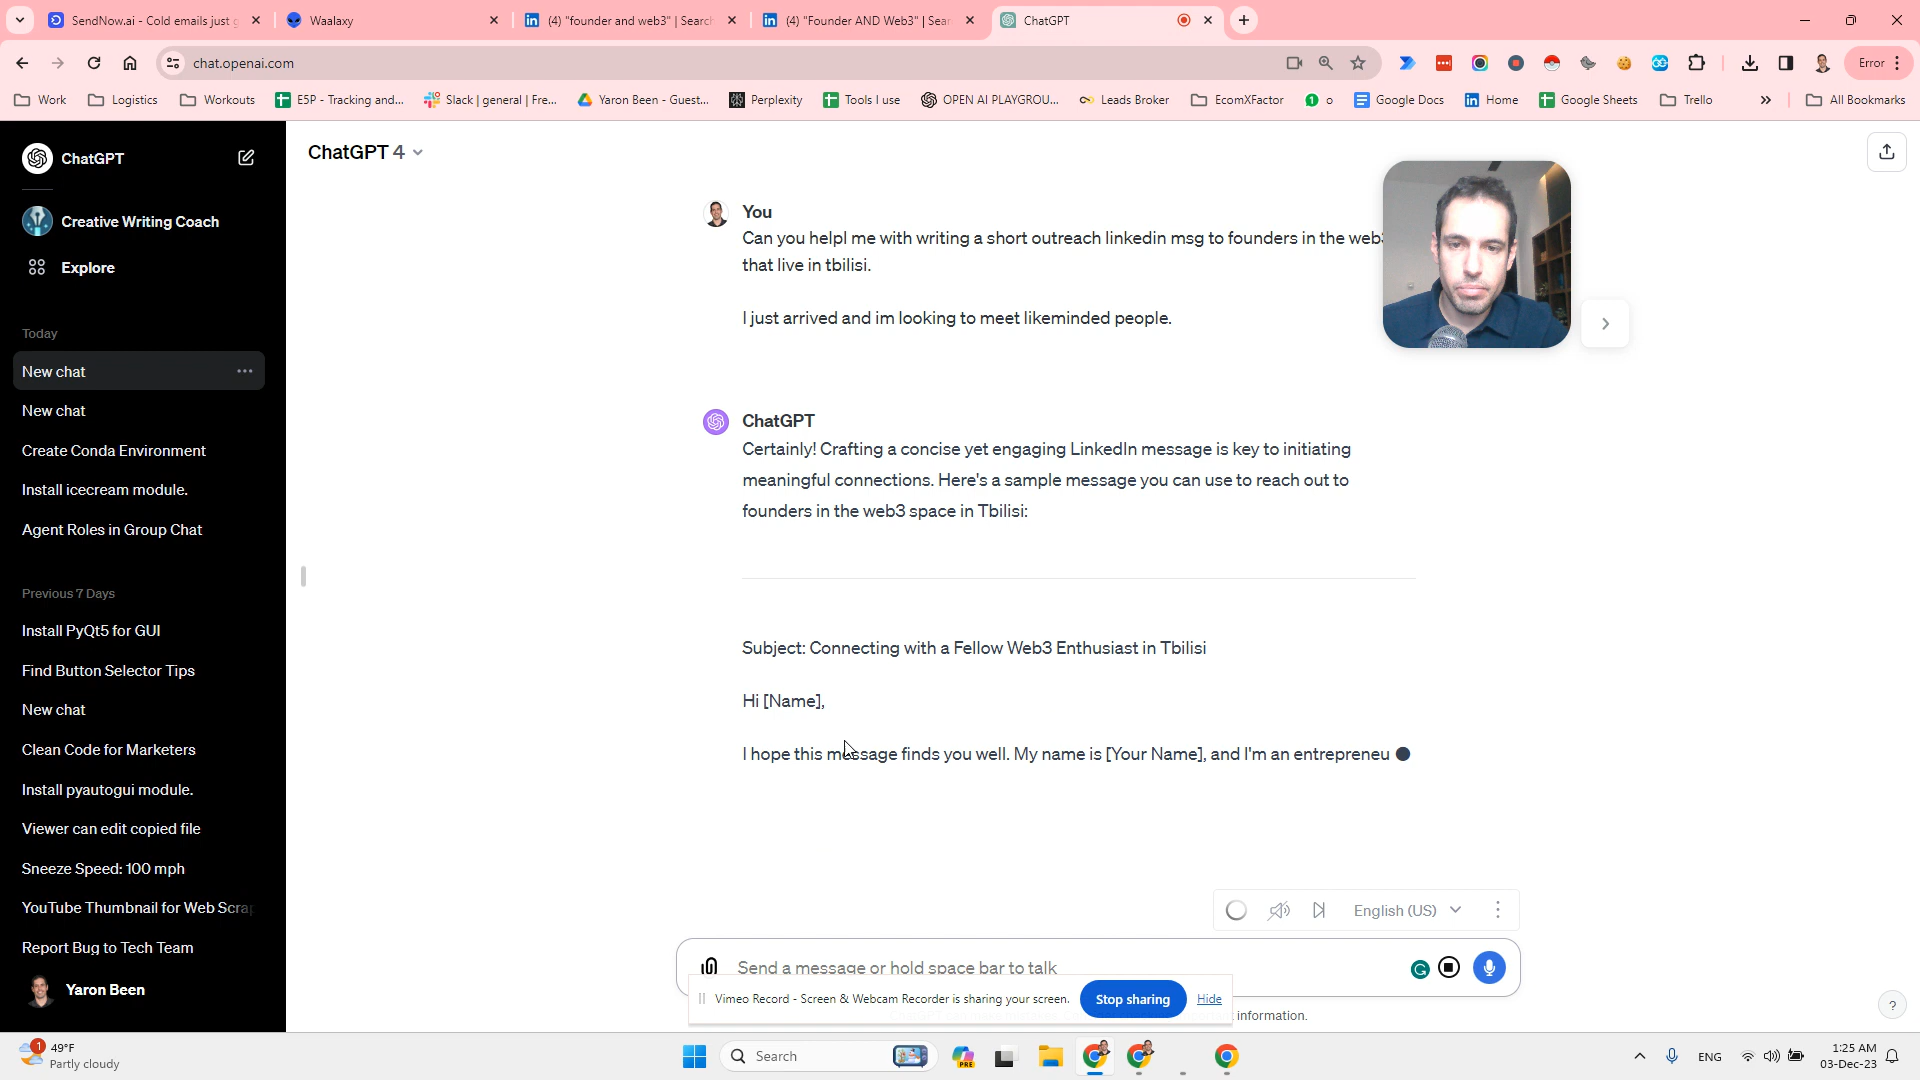 SendNow.ai - Cold emails just g
Waalaxy
(4) "founder and web3" | Search
(4) "Founder AND Web3" | Sear
ChatGPT
chat.openai.com
Error
Work
Logistics
Workouts
E5P - Tracking and...
Slack | general | Fre...
Yaron Been - Guest...
Perplexity
Tools I use
OPEN AI PLAYGROU...
Leads Broker
EcomXFactor
Google Docs
Home
Google Sheets
Trello
All Bookmarks
ChatGPT
Creative Writing Coach
Explore
Today
New chat
New chat
Create Conda Environment
Install icecream module.
Agent Roles in Group Chat
Previous 7 Days
Install PyQt5 for GUI
Find Button Selector Tips
New chat
Clean Code for Marketers
Install pyautogui module.
Viewer can edit copied file
Sneeze Speed: 100 mph
YouTube Thumbnail for Web Scrap
Report Bug to Tech Team
Yaron Been
ChatGPT 4
You
Can you helpl me with writing a short outreach linkedin msg to founders in the web3
that live in tbilisi.
I just arrived and im looking to meet likeminded people.
ChatGPT
Certainly! Crafting a concise yet engaging LinkedIn message is key to initiating
meaningful connections. Here's a sample message you can use to reach out to
founders in the web3 space in Tbilisi:
Subject: Connecting with a Fellow Web3 Enthusiast in Tbilisi
Hi [Name],
I hope this message finds you well. My name is [Your Name], and I'm an entrepreneu
English (US)
Send a message or hold space bar to talk
Vimeo Record - Screen & Webcam Recorder is sharing your screen.
Stop sharing
Hide
information.
?
1
49°F
Partly cloudy
Search
PRE
ENG
1:25 AM
03-Dec-23